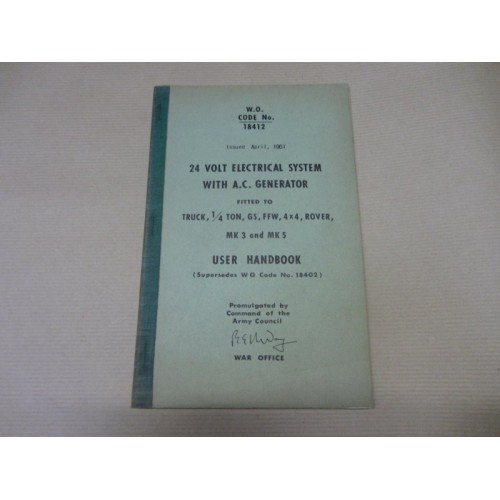 W.O.
CODE No.
18412
Issued April, 1961
24 VOLT ELECTRICAL SYSTEM
WITH A.C. GENERATOR
FITTED TO
TRUCK, 1/4 TON, GS, FFW, 4x4, ROVER,
MK 3 and MK 5
USER HANDBOOK
(Supersedes W O Code No. 18402)
Promulgated by
Command of the
Army Council
WAR OFFICE